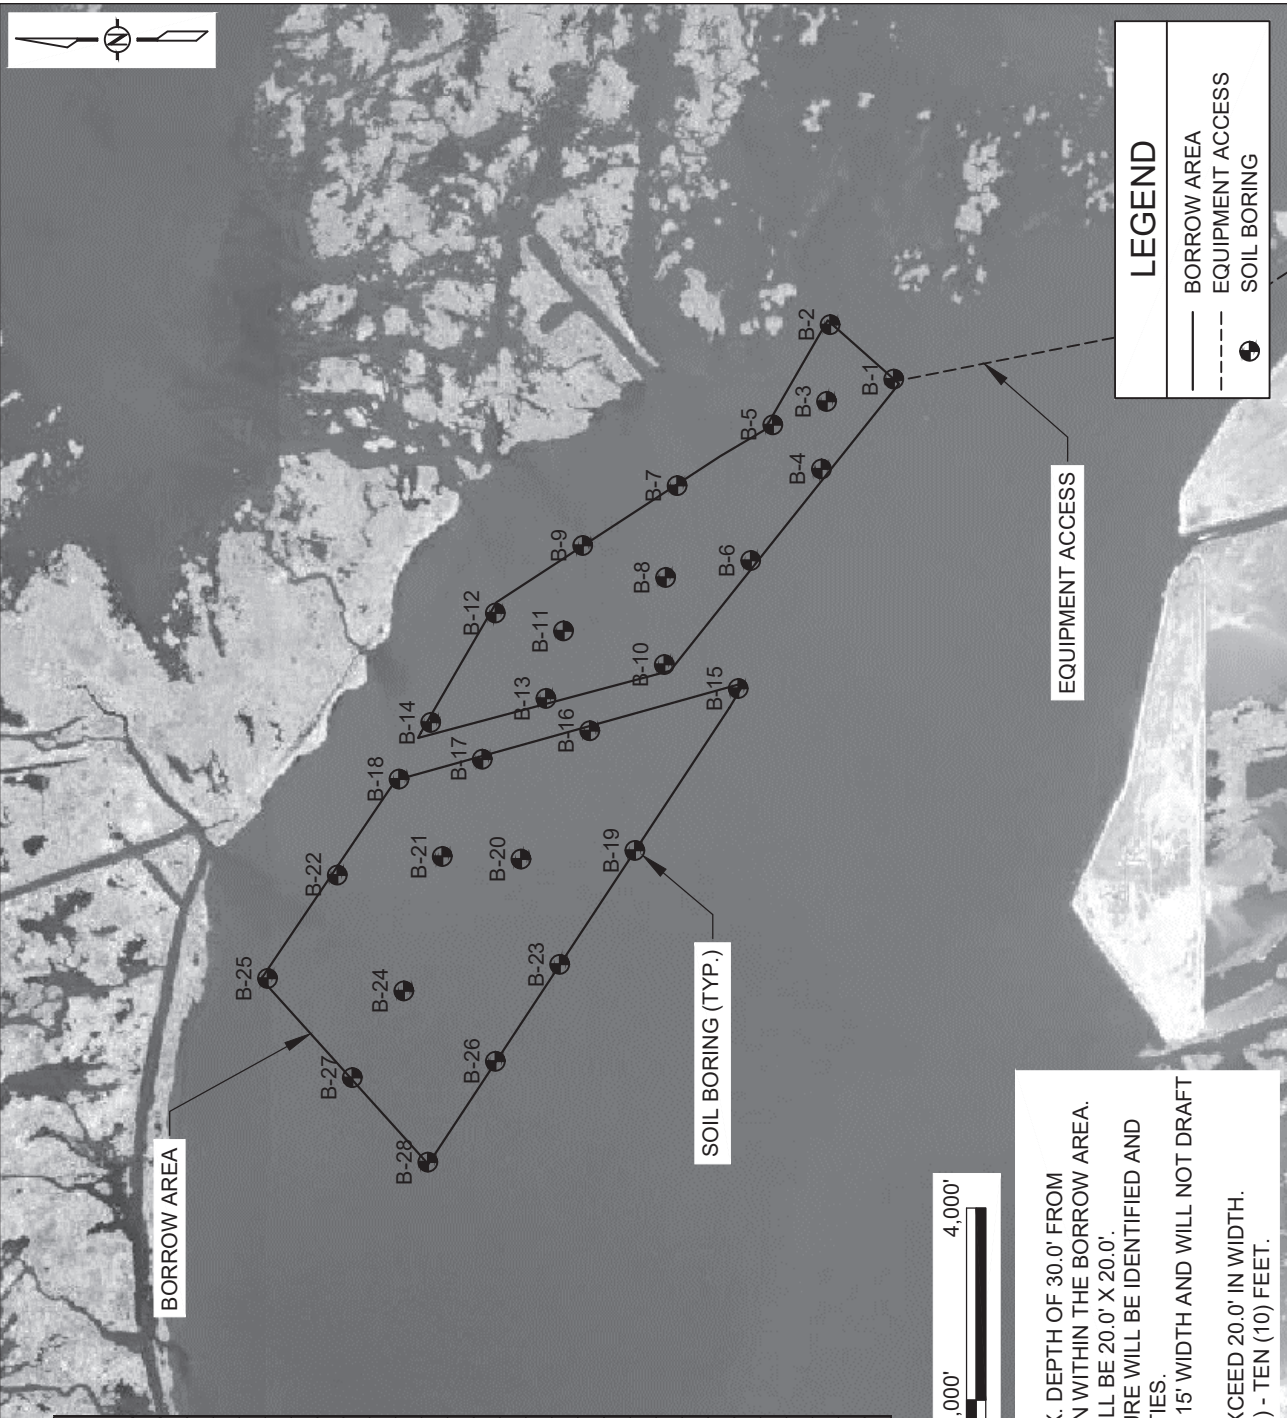 N
LEGEND
BORROW AREA
EQUIPMENT ACCESS
SOIL BORING
B-25
B-22
B-18
B-14
B-12
B-27
B-24
B-21
B-17
B-13
B-11
B-9
B-28
B-26
B-23
B-20
B-16
B-10
B-8
B-7
B-19
B-15
B-6
B-5
B-4
B-3
B-2
B-1
BORROW AREA
SOIL BORING (TYP.)
EQUIPMENT ACCESS
,000'
4,000'
. DEPTH OF 30.0' FROM
N WITHIN THE BORROW AREA.
LL BE 20.0' X 20.0'.
URE WILL BE IDENTIFIED AND
TIES.
15' WIDTH AND WILL NOT DRAFT
XCEED 20.0' IN WIDTH.
) - TEN (10) FEET.